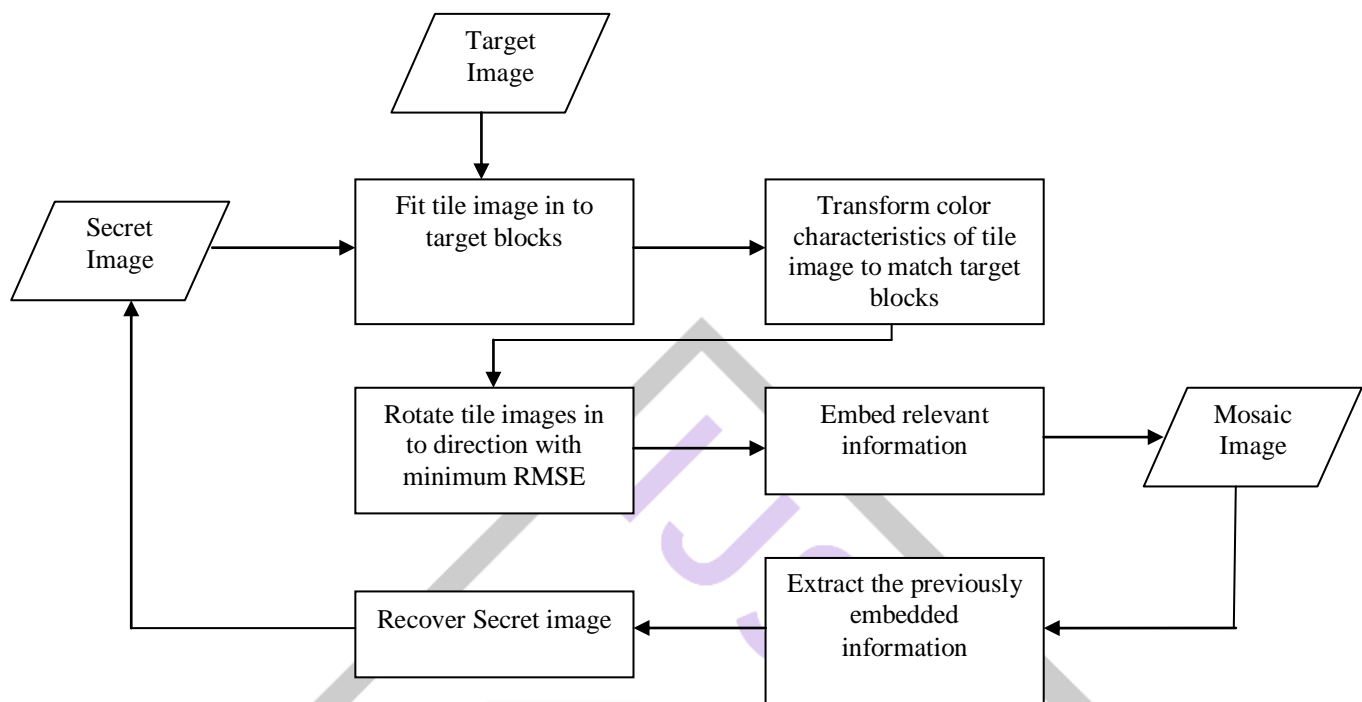 Target
Image
Secret
Image
Fit tile image in to
target blocks
Transform color
characteristics of tile
image to match target
blocks
Rotate tile images in
to direction with
minimum RMSE
Embed relevant
information
Mosaic
Image
Recover Secret image
Extract the previously
embedded
information